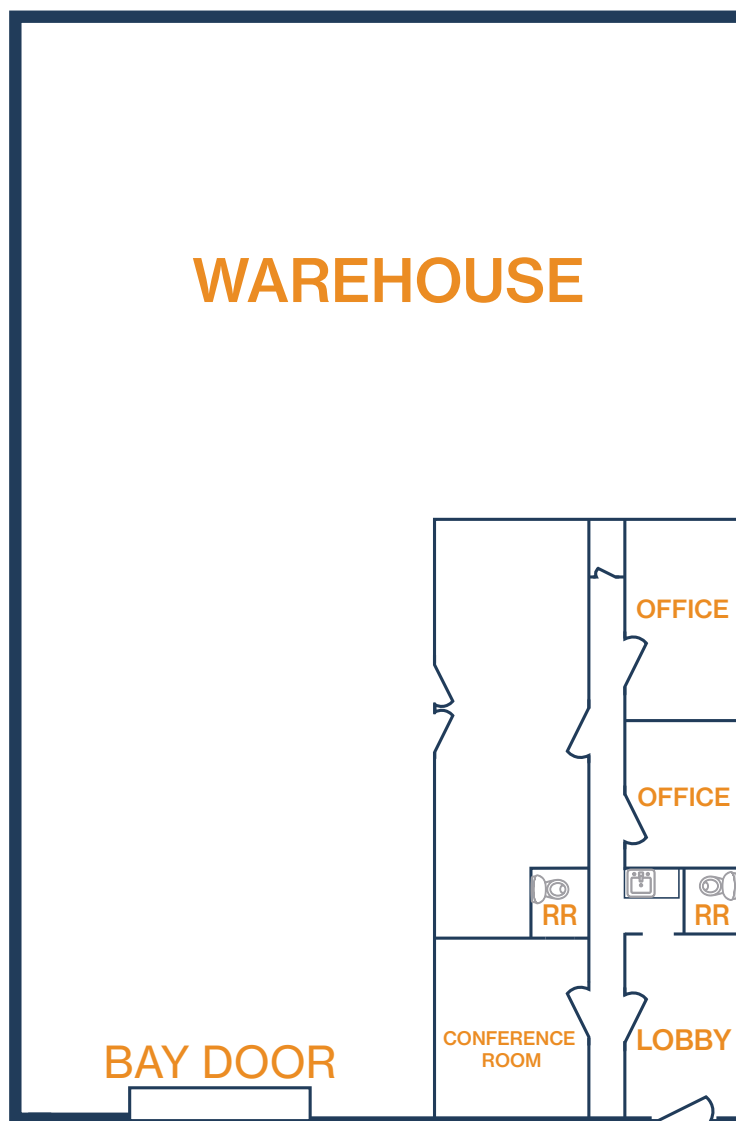 WAREHOUSE
OFFICE
OFFICE
RR
RR
CONFERENCE
ROOM
LOBBY
BAY DOOR